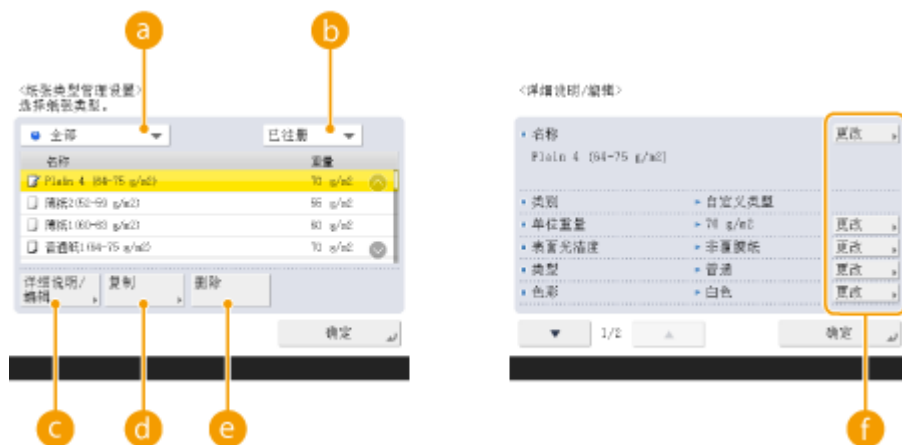 a
b
<纸张类型管理设置>
选择纸张类型。
全部
已注册
名称 重量
Plain 4 (64-75 g/m2) 70 g/m2
薄纸2(52-59 g/m2) 56 g/m2
薄纸1(60-63 g/m2) 60 g/m2
普通纸1(64-75 g/m2) 70 g/m2
详细说明/
编辑
复制
删除
确定
c
d
e
<详细说明/编辑>
名称 更改
Plain 4 (64-75 g/m2)
类别 自定义类型
单位重量 70 g/m2 更改
表面光洁度 非覆膜纸 更改
类型 普通 更改
色彩 白色 更改
1/2
确定
f